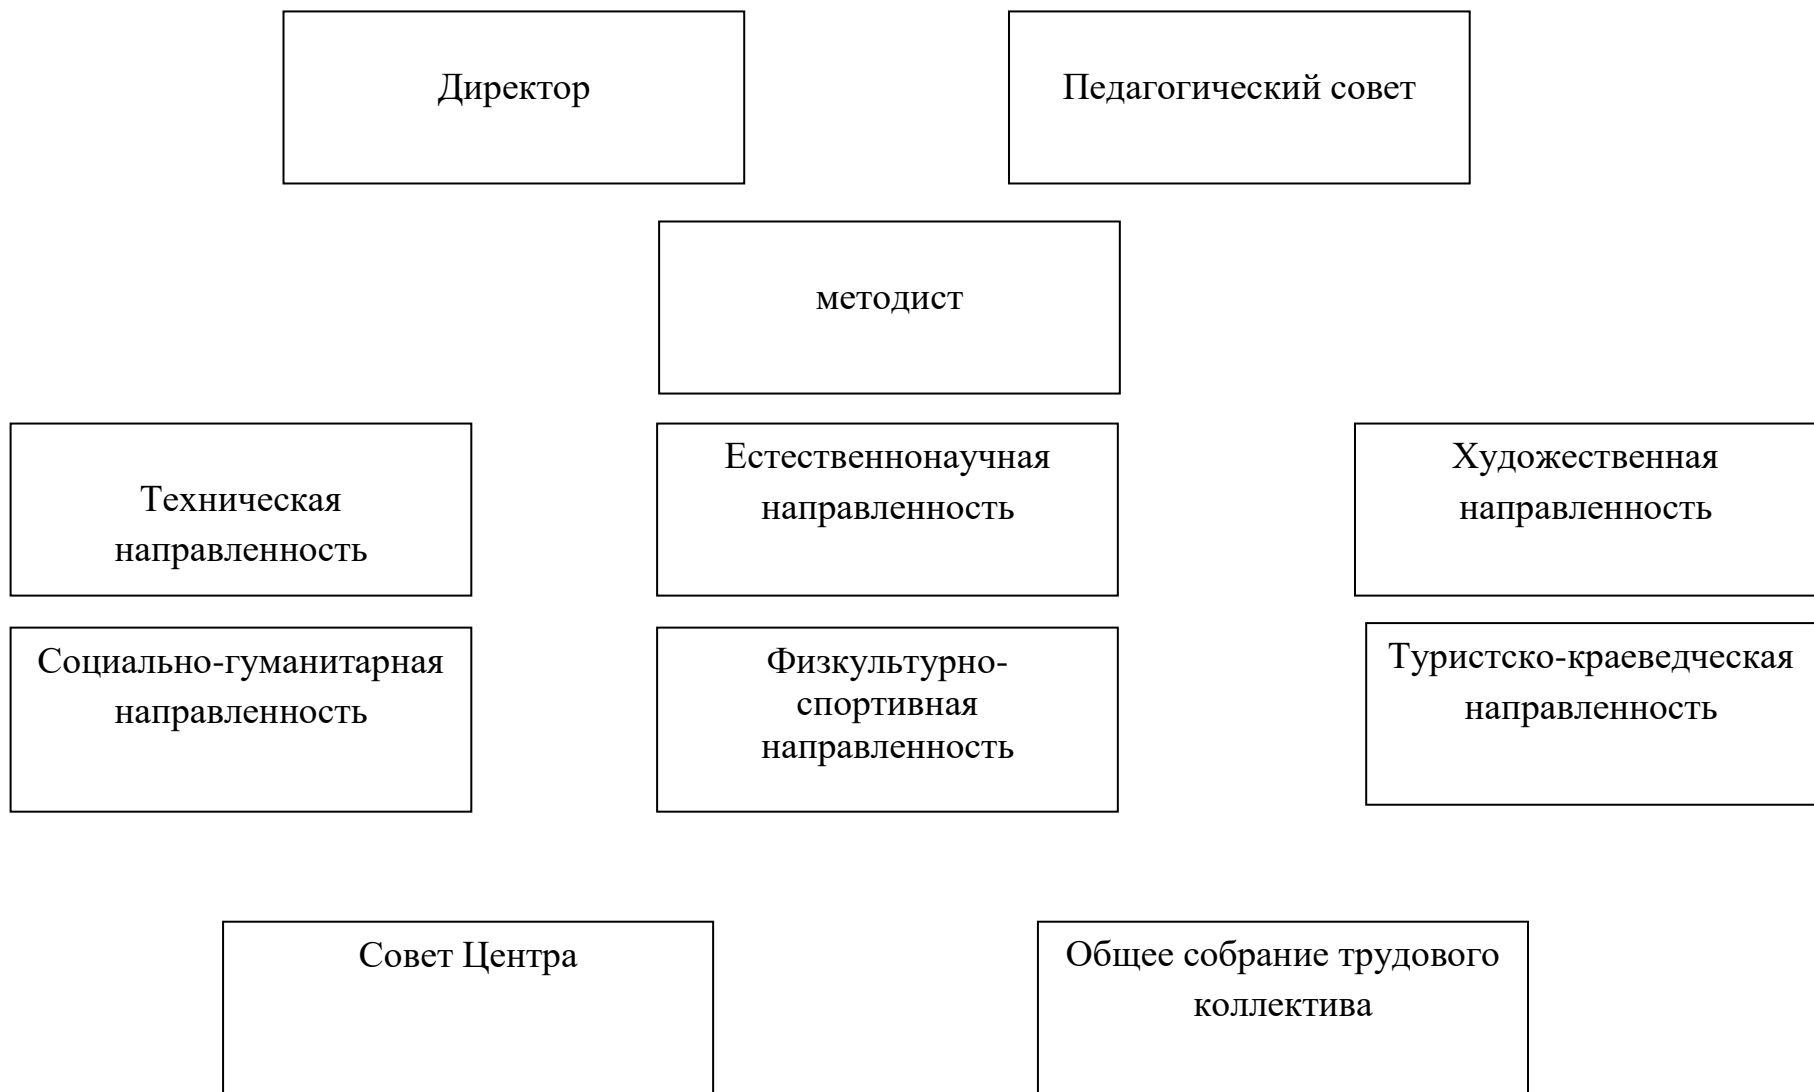 Директор
Педагогический совет
методист
Техническая
направленность
Естественнонаучная
направленность
Художественная
направленность
Социально-гуманитарная
направленность
Физкультурно-
спортивная
направленность
Туристско-краеведческая
направленность
Совет Центра
Общее собрание трудового
коллектива